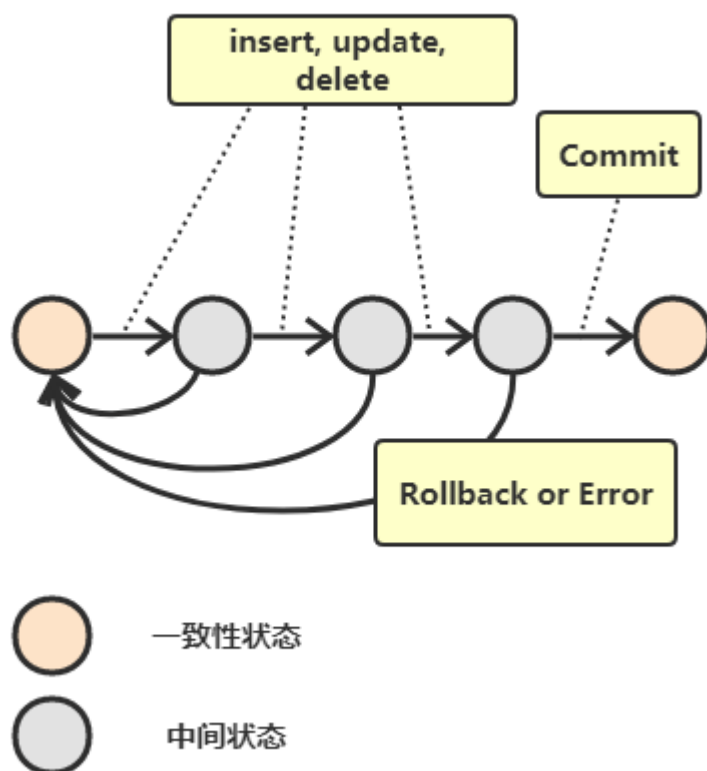 insert, update,
delete
Commit
Rollback or Error
一致性状态
中间状态